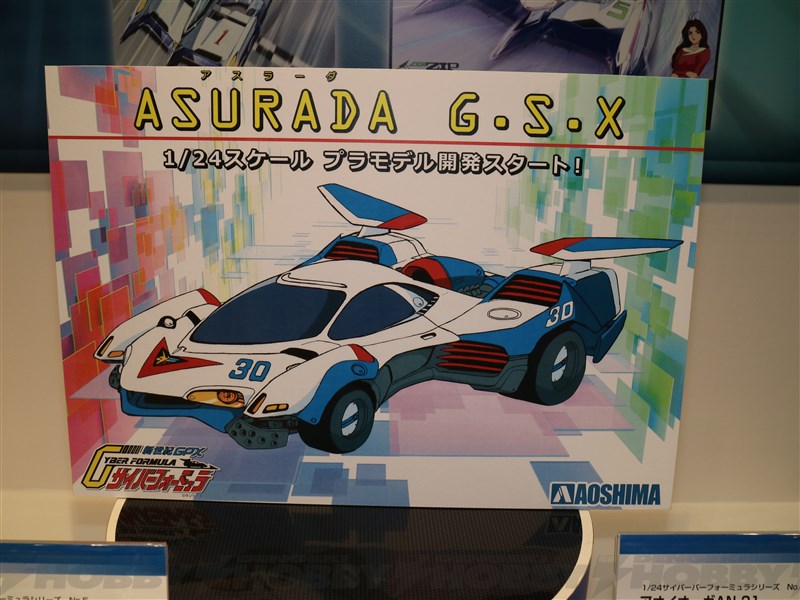 アスラーダ
ASURADA G・S・X
1/24スケール プラモデル開発スタート!
30
30
新世紀GPX
CYBER FORMULA
サイバーフォーミュラ
AOSHIMA
HOBBY
HOBBY
1/24サイバーフォーミュラシリーズ No.